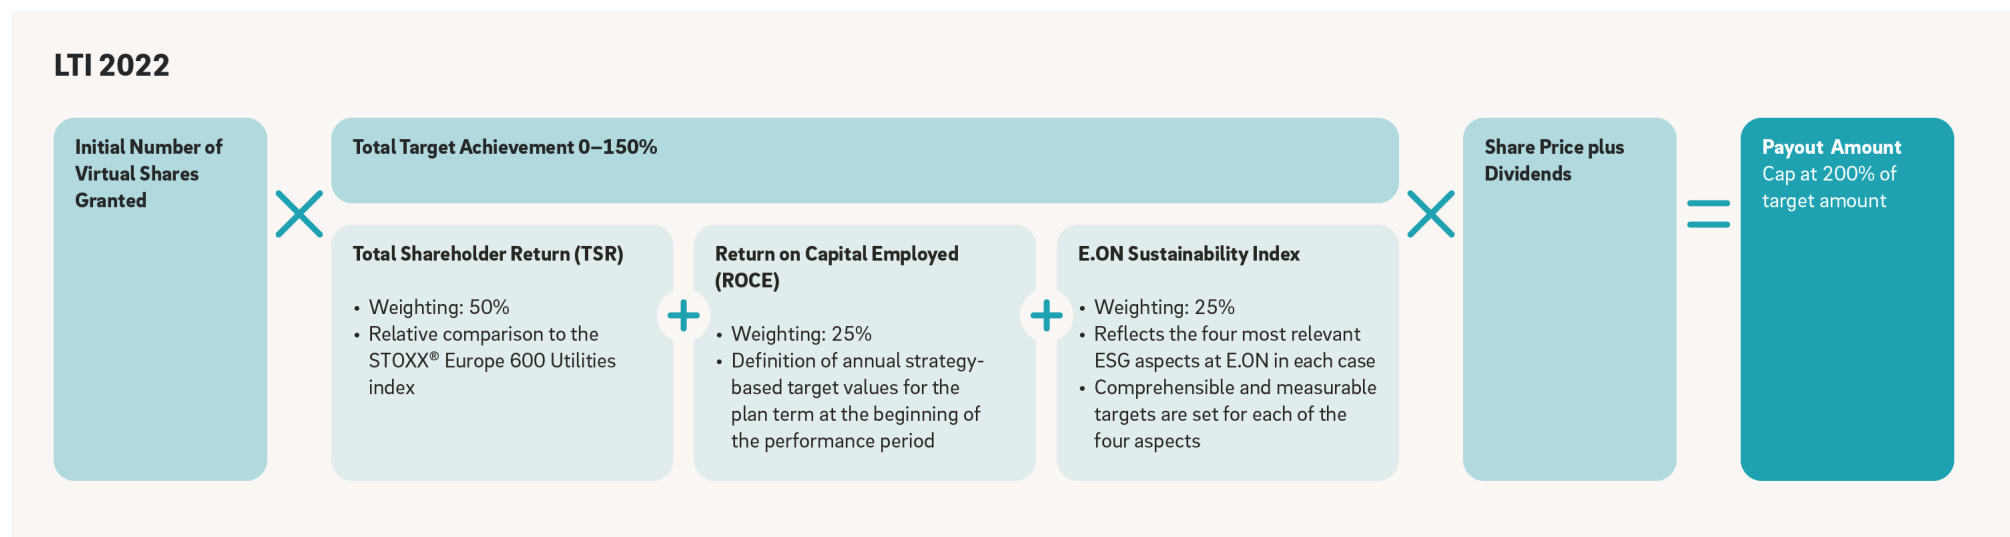 LTI 2022
Initial Number of
Virtual Shares
Granted
Total Target Achievement 0–150%
Total Shareholder Return (TSR)
• Weighting: 50%
• Relative comparison to the
STOXX® Europe 600 Utilities
index
Return on Capital Employed
(ROCE)
• Weighting: 25%
• Definition of annual strategy-
based target values for the
plan term at the beginning of
the performance period
E.ON Sustainability Index
• Weighting: 25%
• Reflects the four most relevant
ESG aspects at E.ON in each case
• Comprehensible and measurable
targets are set for each of the
four aspects
Share Price plus
Dividends
Payout Amount
Cap at 200% of
target amount